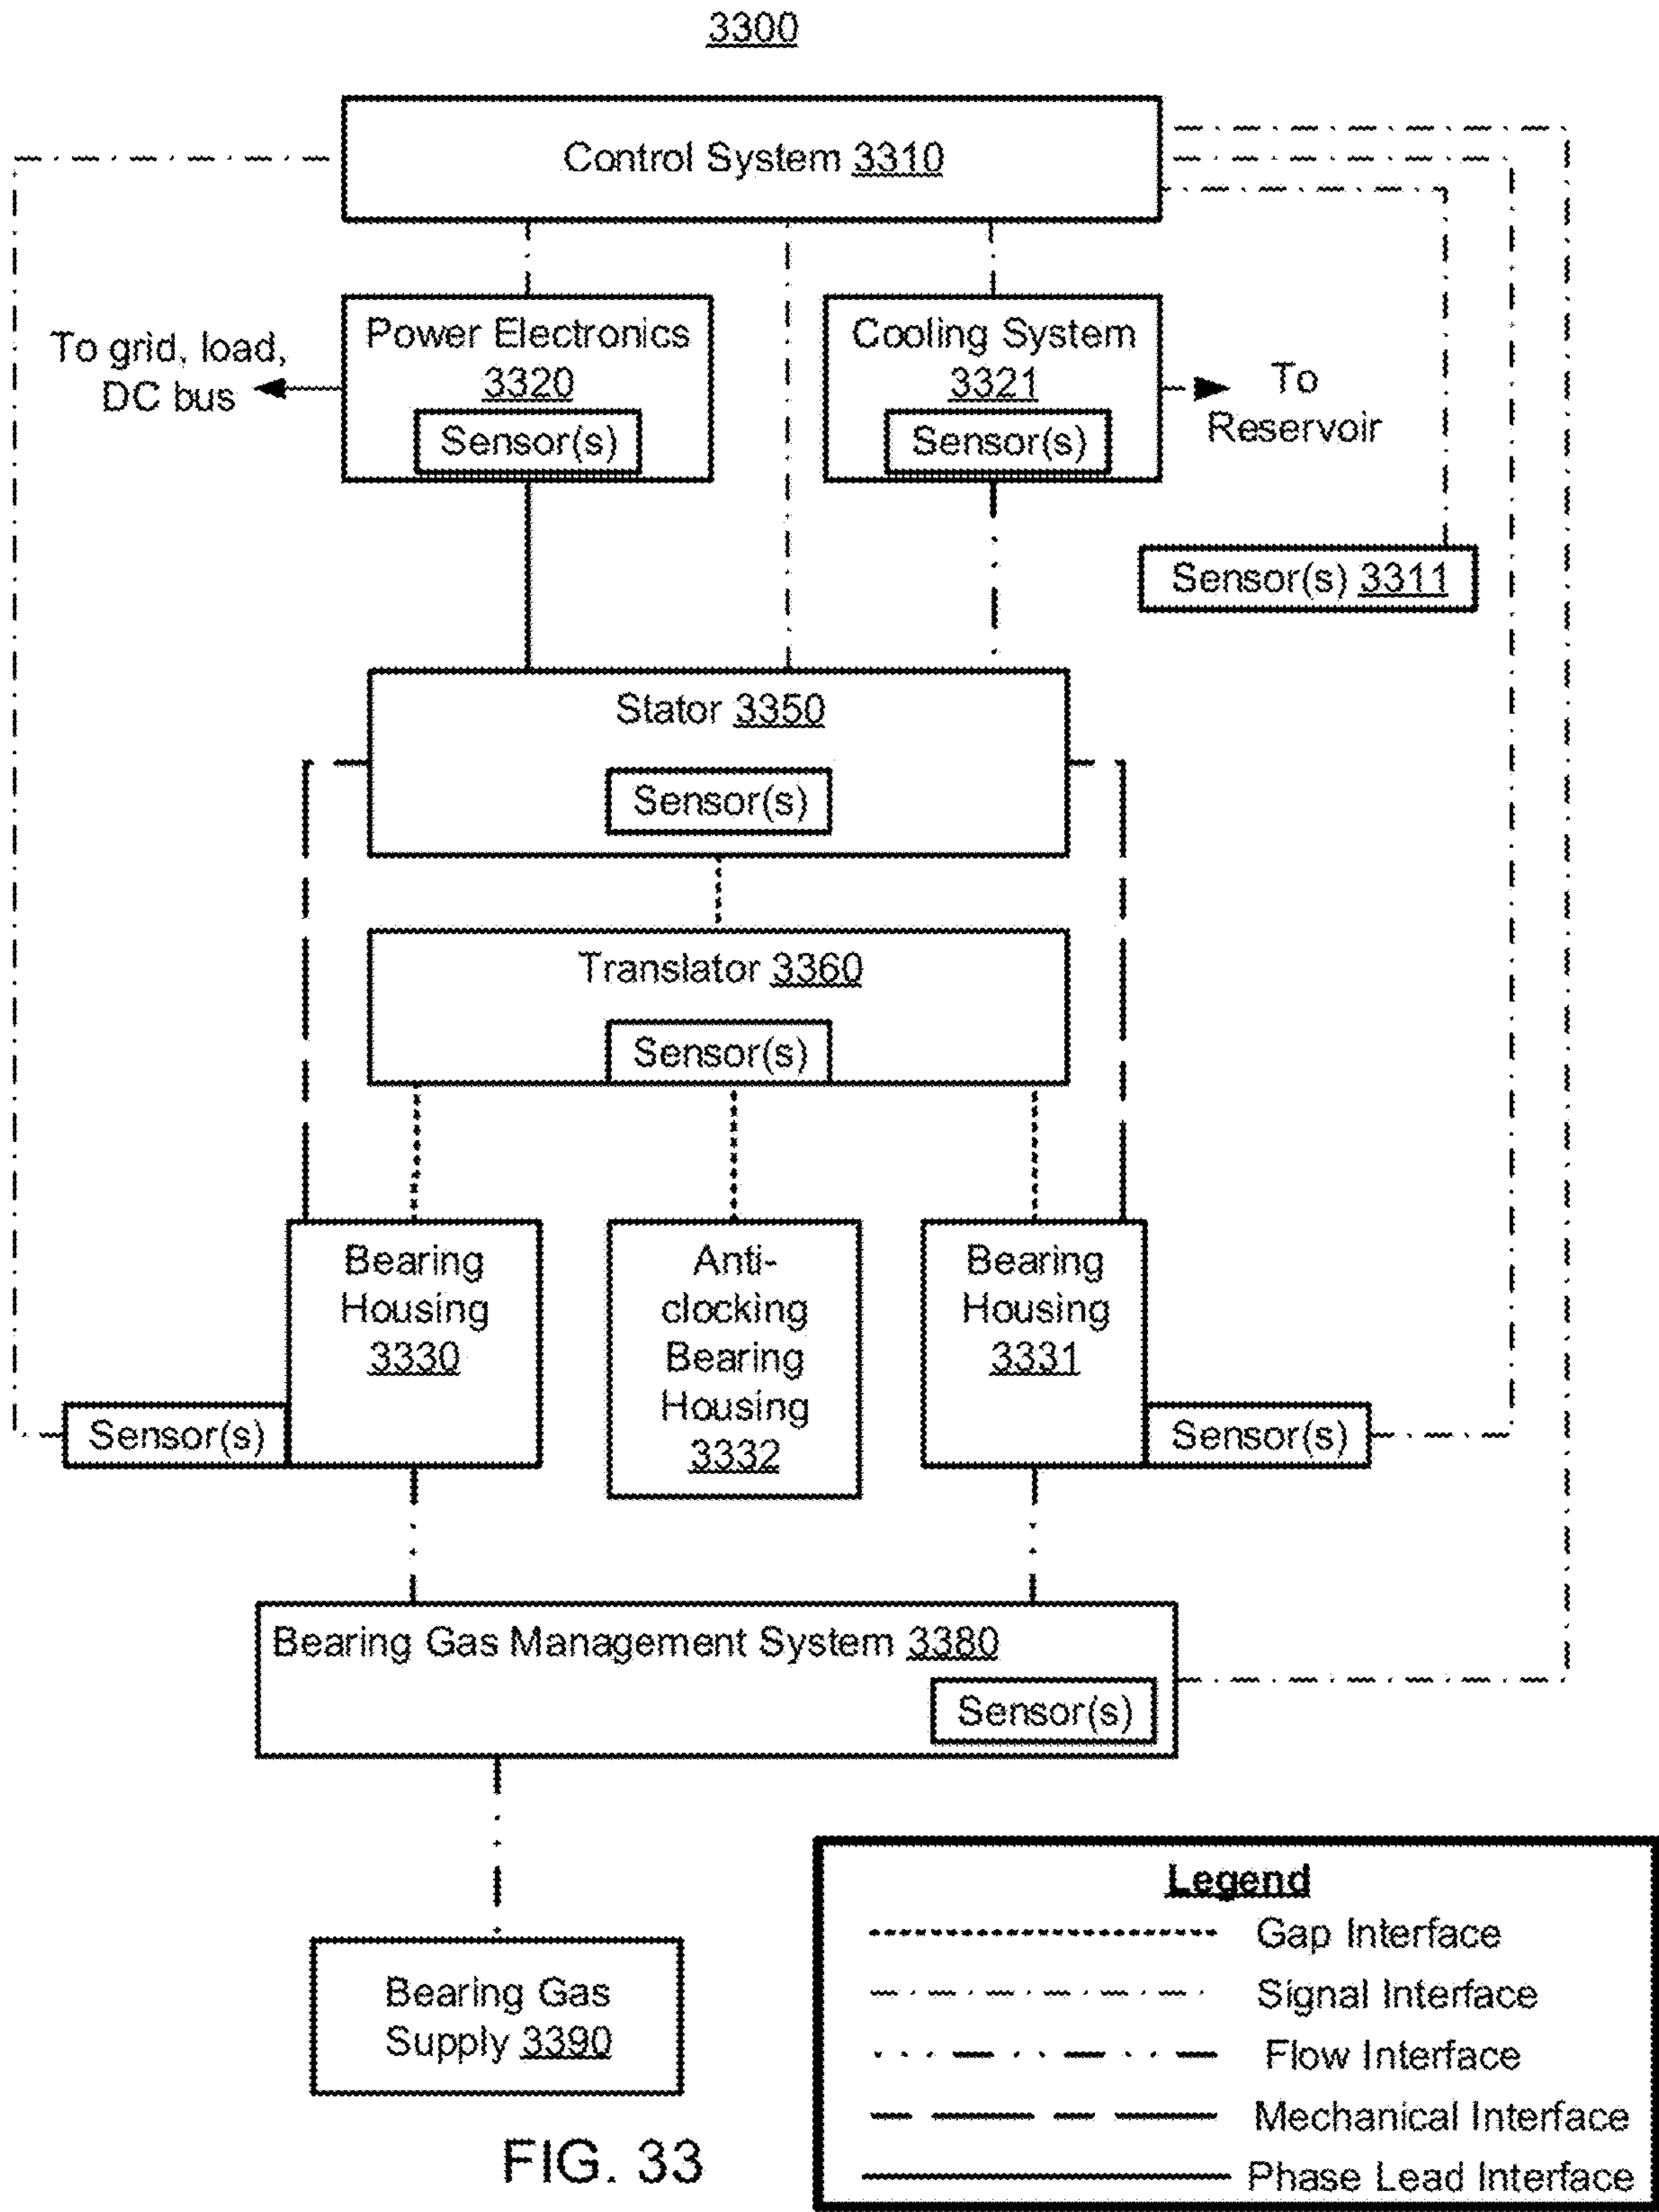 3300
Control System 3310
Power Electronics
3320
Sensor(s)
To grid, load,
DC bus
Cooling System
3321
Sensor(s)
To
Reservoir
Sensor(s) 3311
Stator 3350
Sensor(s)
Translator 3360
Sensor(s)
Bearing
Housing
3330
Sensor(s)
Anti-
clocking
Bearing
Housing
3332
Bearing
Housing
3331
Sensor(s)
Bearing Gas Management System 3380
Sensor(s)
Bearing Gas
Supply 3390
Legend
Gap Interface
Signal Interface
Flow Interface
Mechanical Interface
Phase Lead Interface
FIG. 33